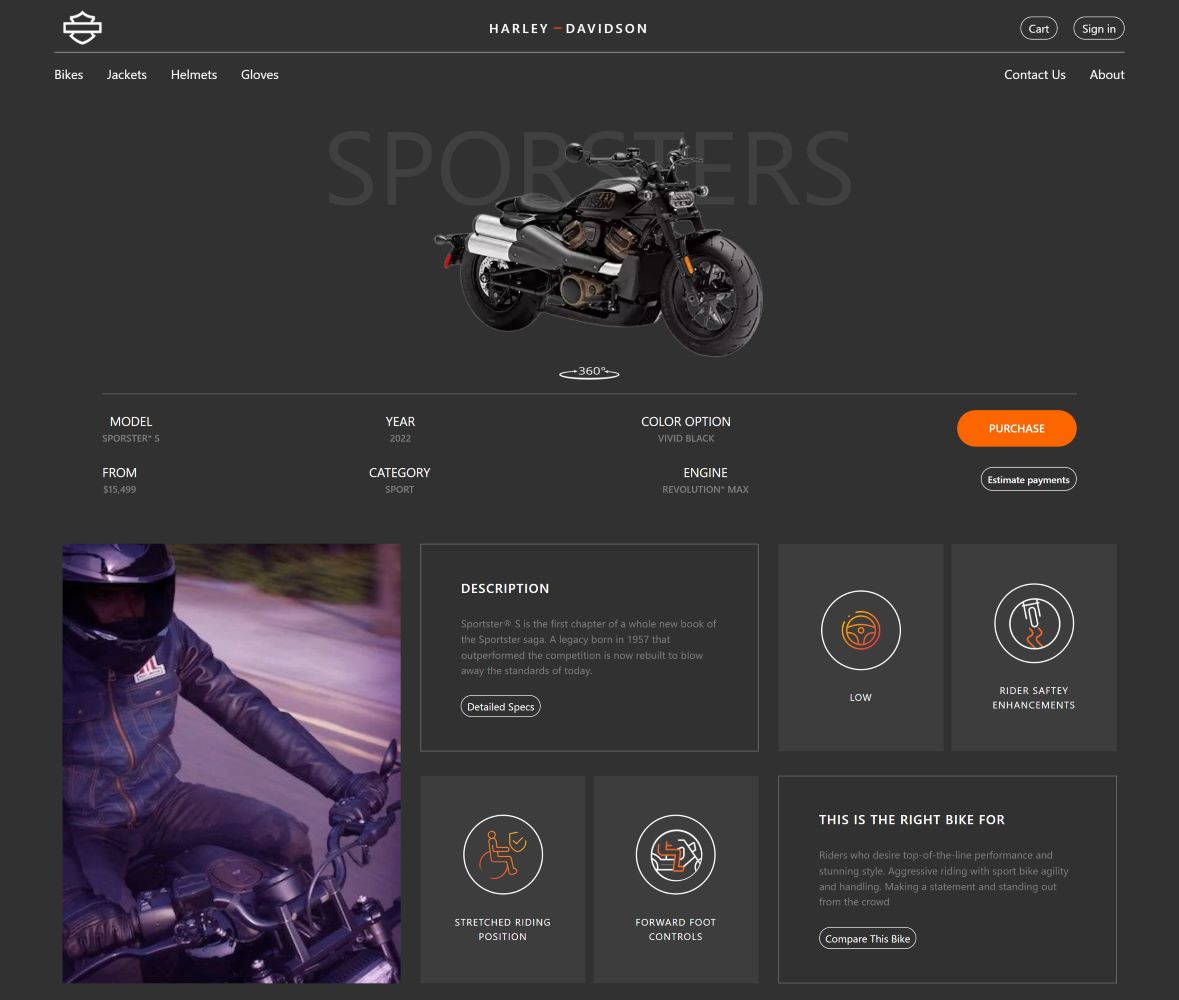 HARLEY – DAVIDSON
Cart
Sign in
Bikes
Jackets
Helmets
Gloves
Contact Us
About
SPORSTERS
360°
MODEL
SPORSTER® S
YEAR
2022
COLOR OPTION
VIVID BLACK
PURCHASE
FROM
$15,499
CATEGORY
SPORT
ENGINE
REVOLUTION® MAX
Estimate payments
DESCRIPTION
Sportster® S is the first chapter of a whole new book of
the Sportster saga. A legacy born in 1957 that
outperformed the competition is now rebuilt to blow
away the standards of today.
Detailed Specs
LOW
RIDER SAFTEY
ENHANCEMENTS
STRETCHED RIDING
POSITION
FORWARD FOOT
CONTROLS
THIS IS THE RIGHT BIKE FOR
Riders who desire top-of-the-line performance and
stunning style. Aggressive riding with sport bike agility
and handling. Making a statement and standing out
from the crowd
Compare This Bike